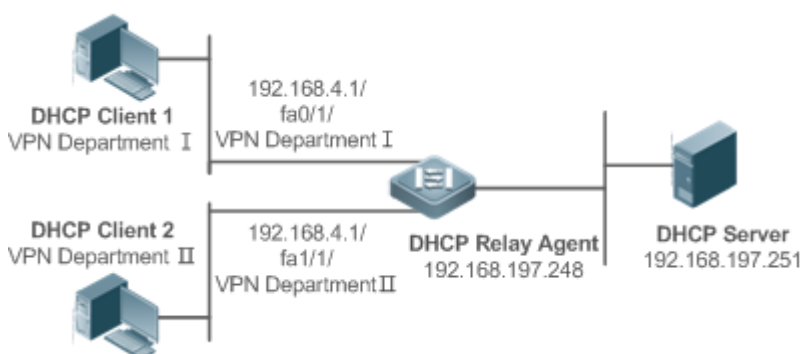 DHCP Client 1
VPN Department Ⅰ
192.168.4.1/
fa0/1/
VPN Department Ⅰ
DHCP Client 2
VPN Department Ⅱ
192.168.4.1/
fa1/1/
VPN Department Ⅱ
DHCP Relay Agent
192.168.197.248
DHCP Server
192.168.197.251